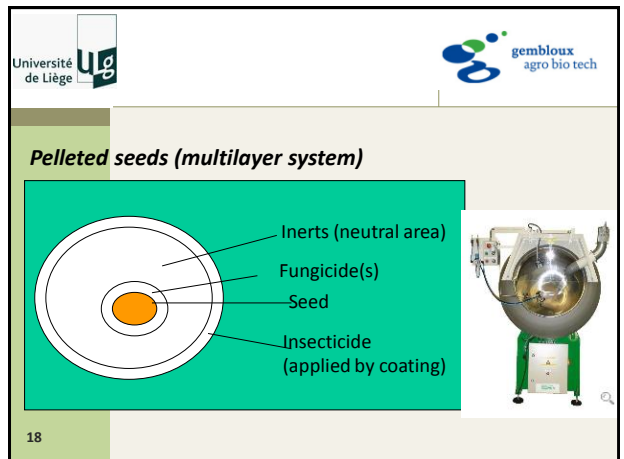 Université
de Liège
Ug
gembloux
agro bio tech
Pelleted seeds (multilayer system)
Inerts (neutral area)
Fungicide(s)
Seed
Insecticide
(applied by coating)
18